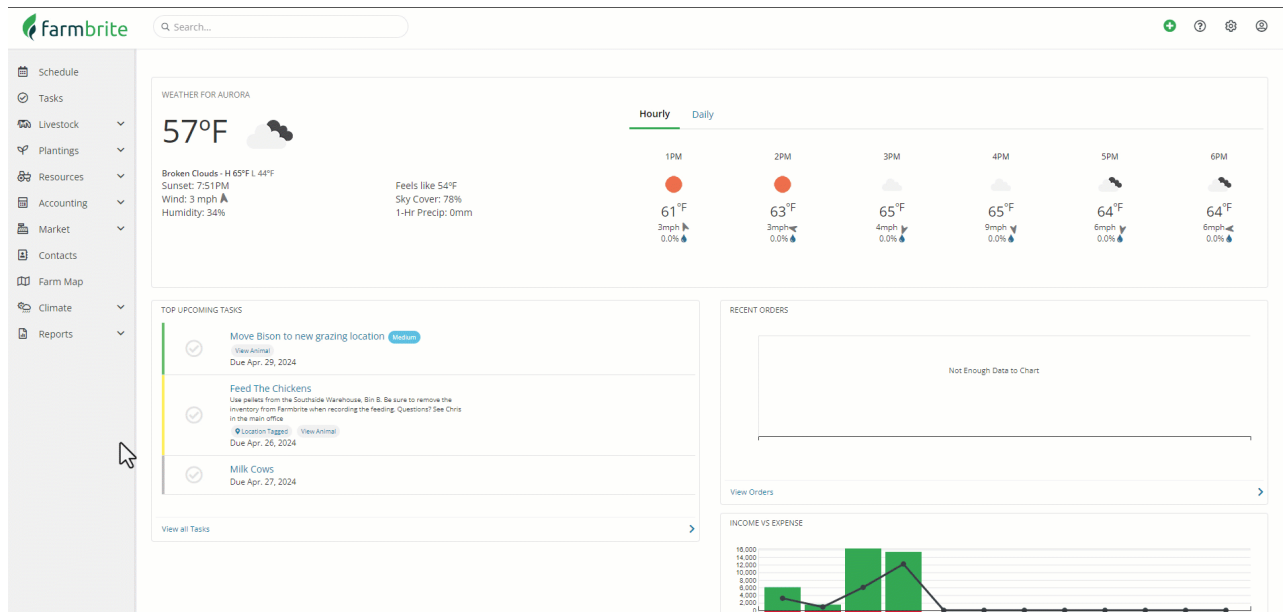 farmbrite
Search...
Schedule
Tasks
Livestock
Plantings
Resources
Accounting
Market
Contacts
Farm Map
Climate
Reports
WEATHER FOR AURORA
57°F
Broken Clouds - H 65°F L 44°F
Sunset: 7:51PM
Wind: 3 mph
Humidity: 34%
Feels like 54°F
Sky Cover: 78%
1-Hr Precip: 0mm
Hourly Daily
1PM 2PM 3PM 4PM 5PM 6PM
61°F 63°F 65°F 65°F 64°F 64°F
3mph 3mph 4mph 9mph 6mph 6mph
0.0% 0.0% 0.0% 0.0% 0.0% 0.0%
TOP UPCOMING TASKS
Move Bison to new grazing location Medium
View Animal
Due Apr. 29, 2024
Feed The Chickens
Use pellets from the Southside Warehouse, Bin B. Be sure to remove the
inventory from Farmbrite when recording the feeding. Questions? See Chris
in the main office
Location Tagged View Animal
Due Apr. 26, 2024
Milk Cows
Due Apr. 27, 2024
View all Tasks
RECENT ORDERS
Not Enough Data to Chart
View Orders
INCOME VS EXPENSE
16,000
14,000
12,000
10,000
8,000
6,000
4,000
2,000
0